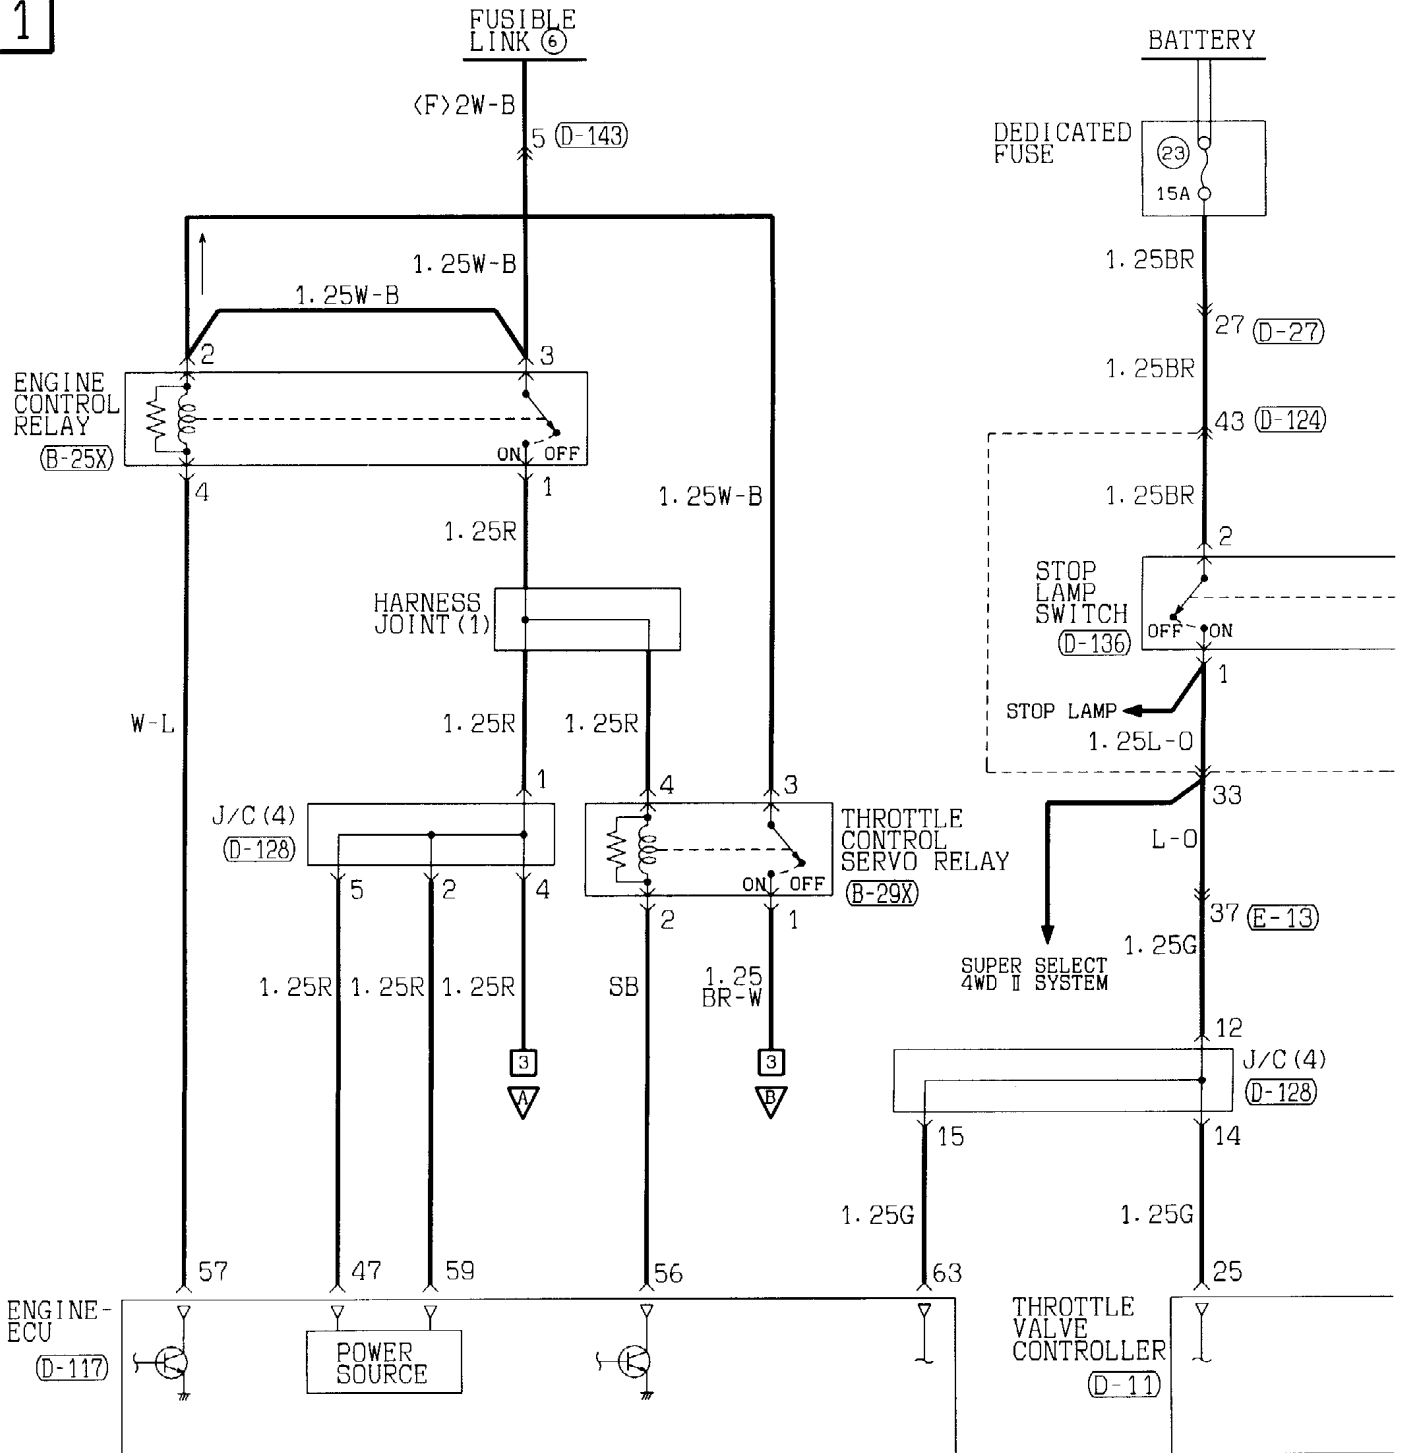 1
FUSIBLE
LINK 6
BATTERY
<F>2W-B
5 D-143
DEDICATED
FUSE
23
15A
1.25W-B
1.25BR
1.25W-B
27 D-27
2
3
1.25BR
ENGINE
CONTROL
RELAY
B-25X
ON OFF
43 D-124
4
1
1.25W-B
1.25BR
1.25R
2
STOP
LAMP
SWITCH
D-136
OFF ON
HARNESS
JOINT(1)
1
STOP LAMP
W-L
1.25R
1.25R
1.25L-O
1
4
3
33
J/C(4)
D-128
THROTTLE
CONTROL
SERVO RELAY
B-29X
ON OFF
L-O
5
2
4
2
1
37 E-13
1.25G
SUPER SELECT
4WD II SYSTEM
1.25R
1.25R
1.25R
SB
1.25
BR-W
12
3
A
3
B
J/C(4)
D-128
15
14
1.25G
1.25G
57
47
59
56
63
25
ENGINE-
ECU
D-117
POWER
SOURCE
THROTTLE
VALVE
CONTROLLER
D-11